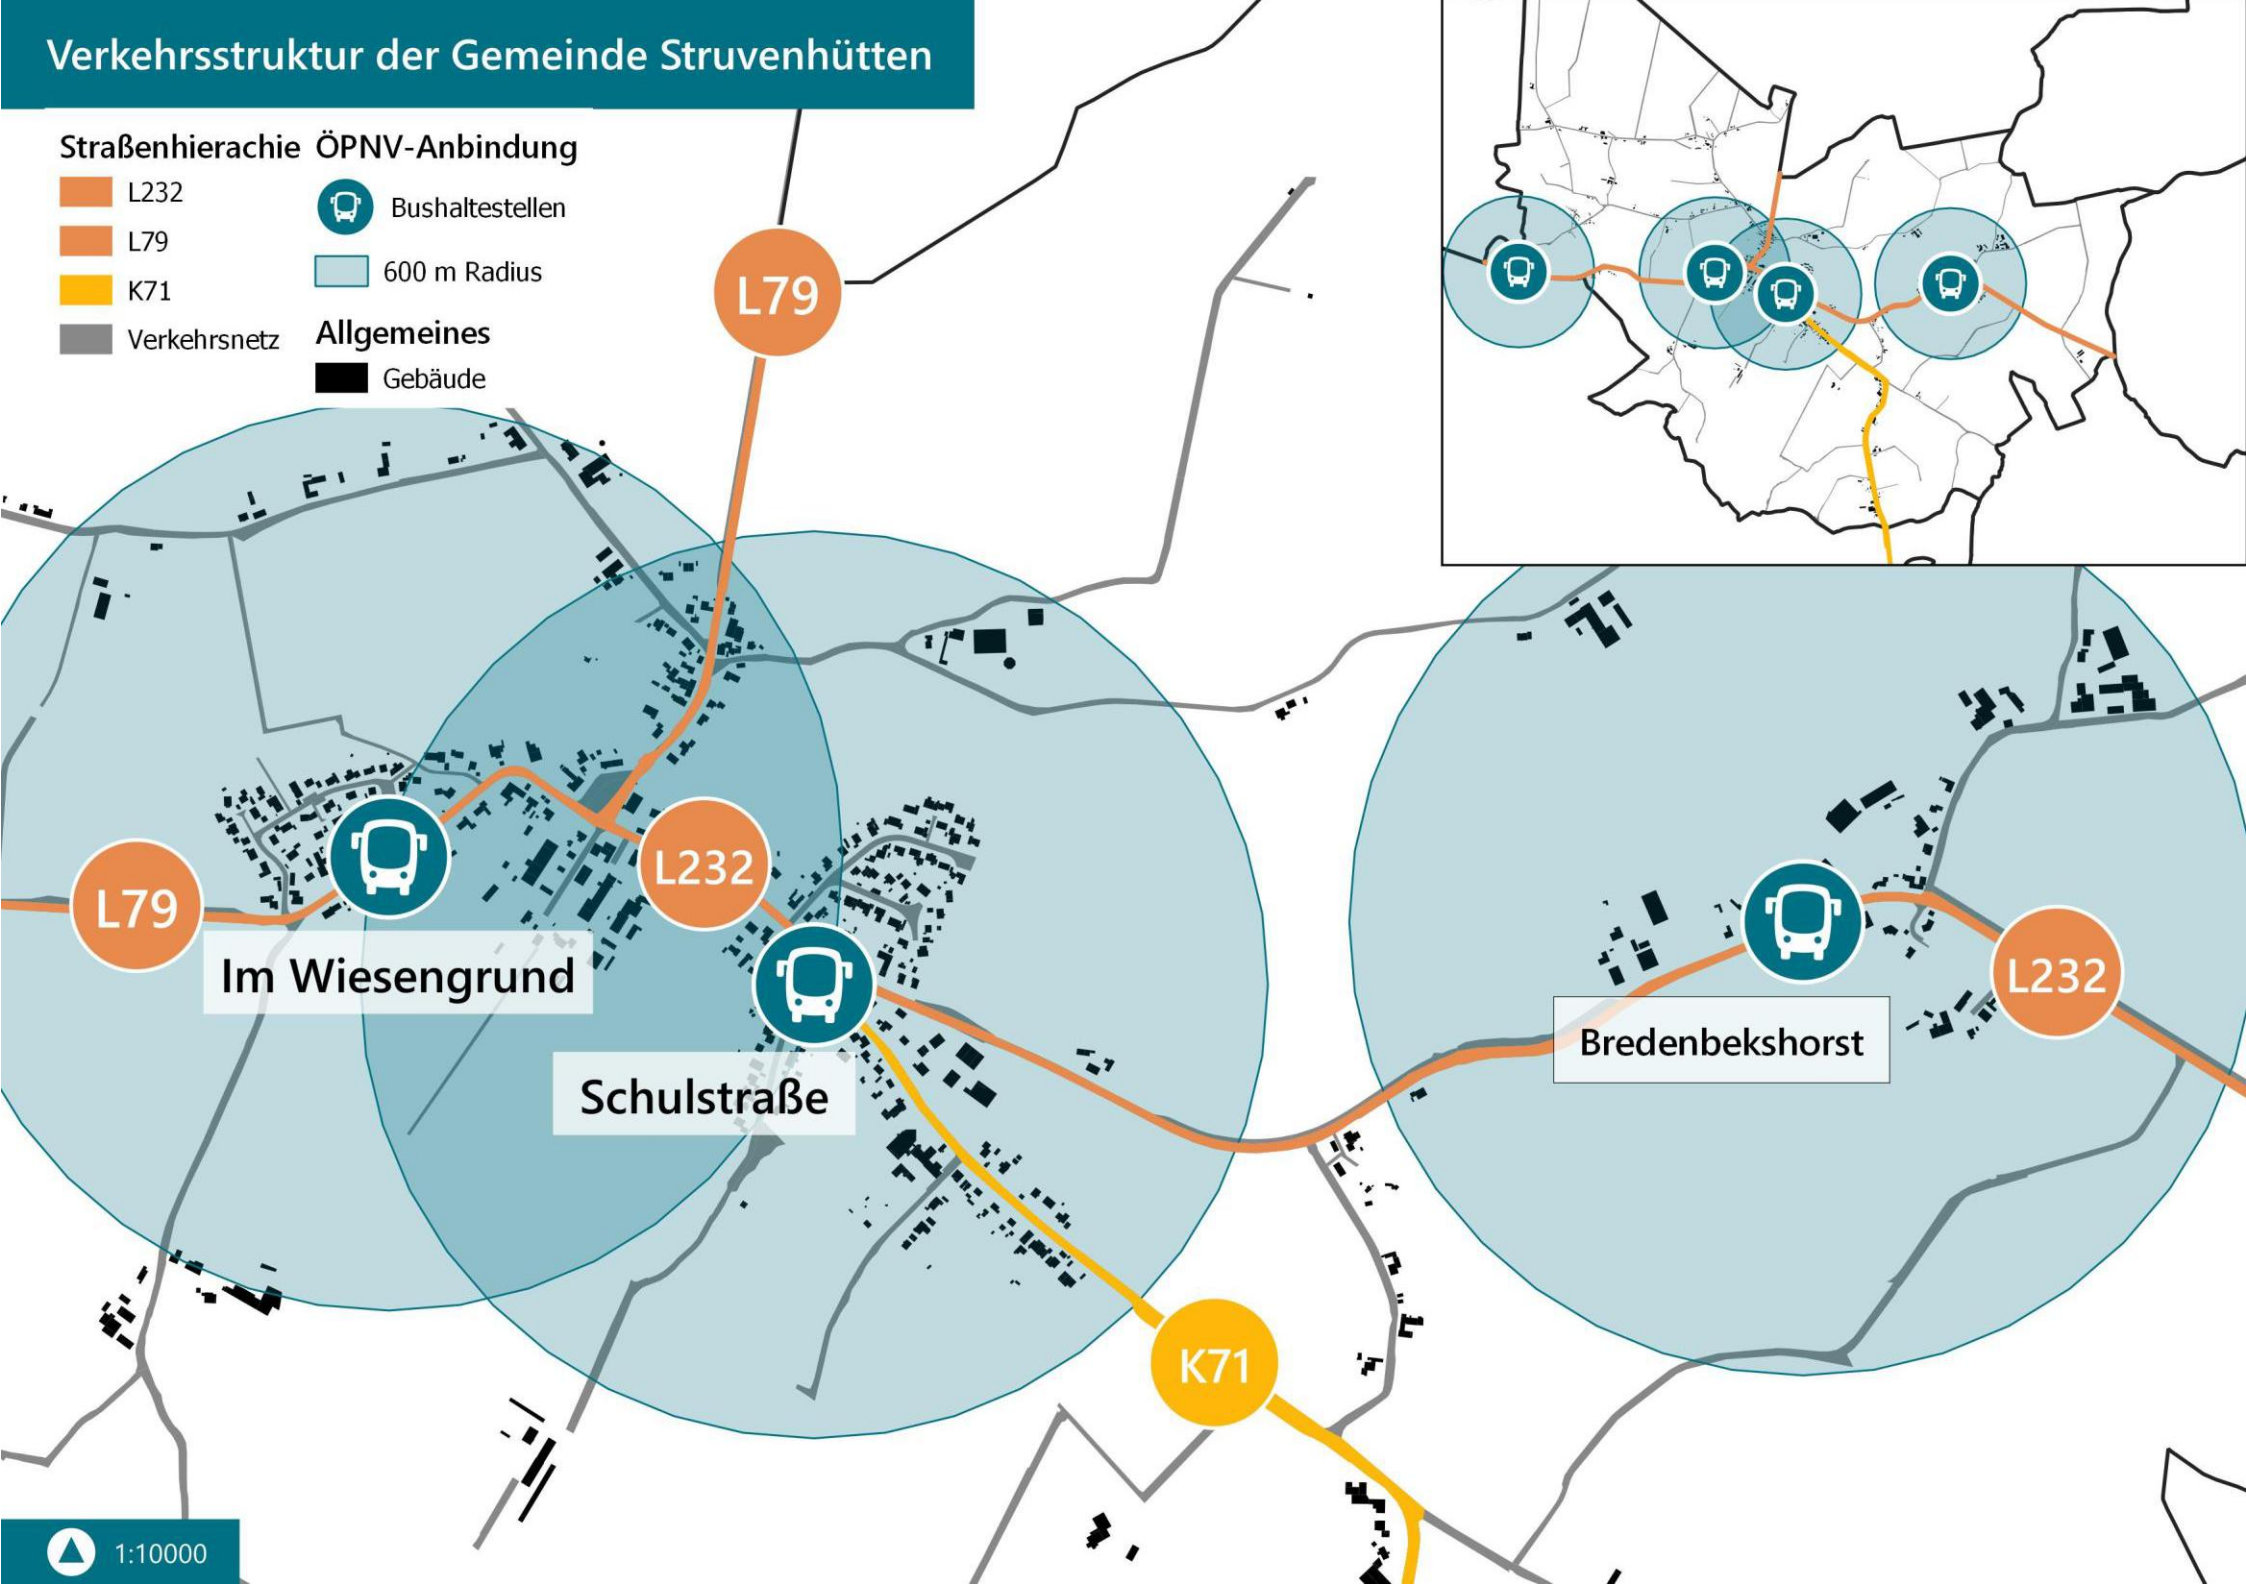 Verkehrsstruktur der Gemeinde Struvenhütten
Straßenhierachie
L232
L79
K71
Verkehrsnetz
ÖPNV-Anbindung
Bushaltestellen
600 m Radius
Allgemeines
Gebäude
L79
L79
L232
Im Wiesengrund
Schulstraße
L232
Bredenbekshorst
K71
1:10000